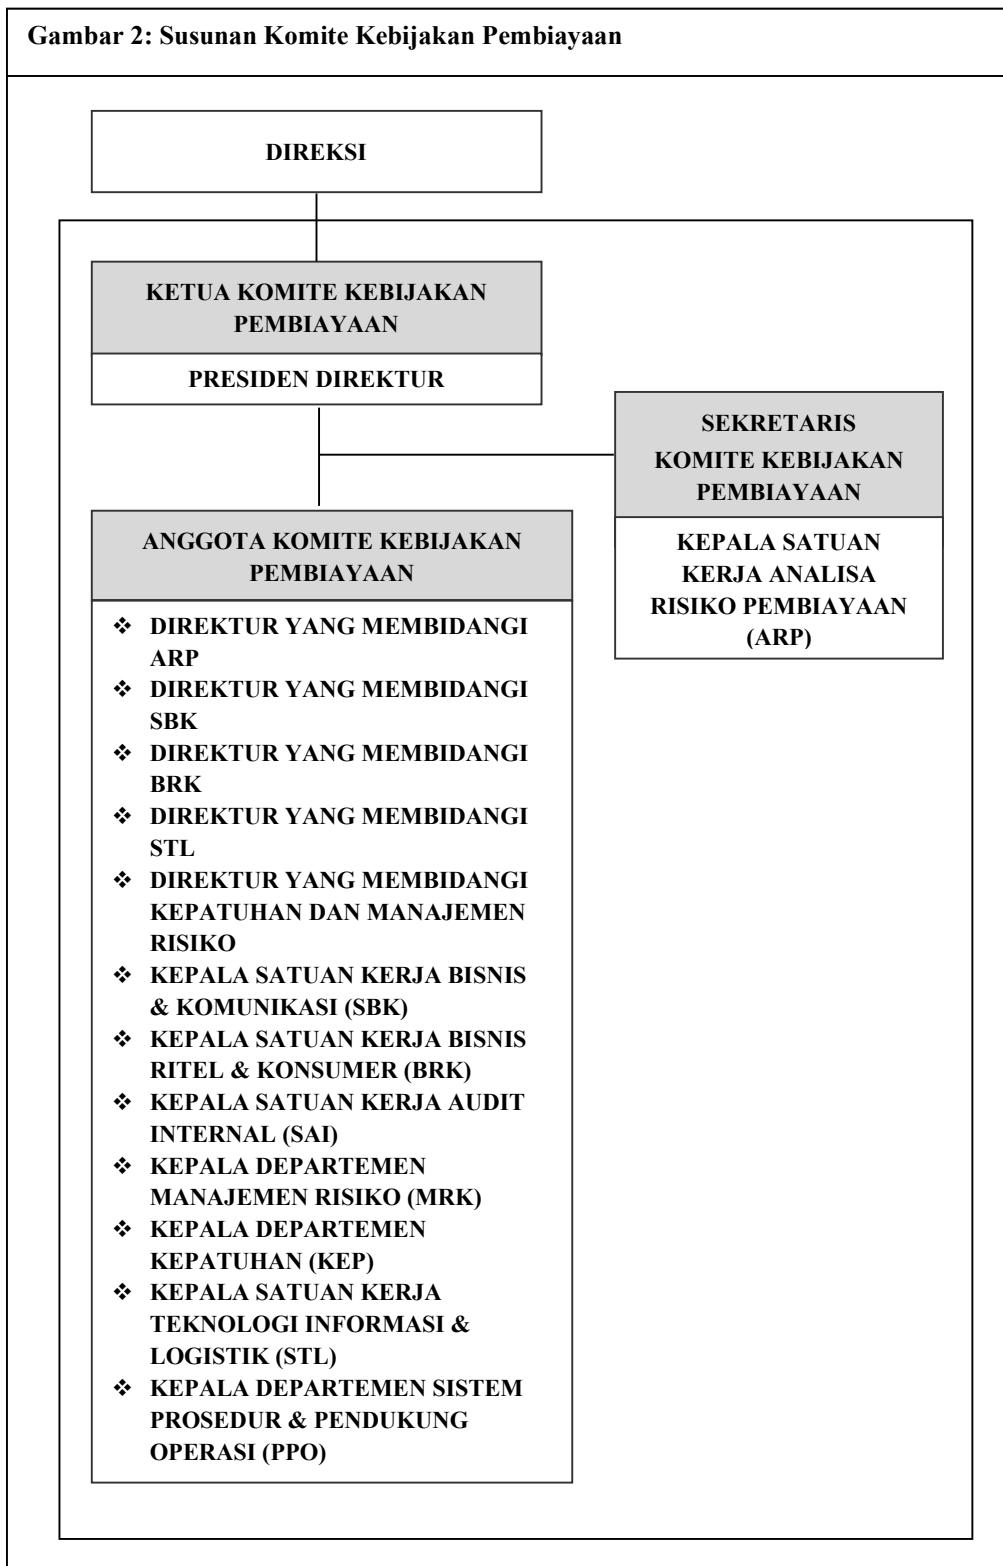 Gambar 2: Susunan Komite Kebijakan Pembiayaan
DIREKSI
KETUA KOMITE KEBIJAKAN
PEMBIAYAAN
PRESIDEN DIREKTUR
SEKRETARIS
KOMITE KEBIJAKAN
PEMBIAYAAN
KEPALA SATUAN
KERJA ANALISA
RISIKO PEMBIAYAAN
(ARP)
ANGGOTA KOMITE KEBIJAKAN
PEMBIAYAAN
❖ DIREKTUR YANG MEMBIDANGI
ARP
❖ DIREKTUR YANG MEMBIDANGI
SBK
❖ DIREKTUR YANG MEMBIDANGI
BRK
❖ DIREKTUR YANG MEMBIDANGI
STL
❖ DIREKTUR YANG MEMBIDANGI
KEPATUHAN DAN MANAJEMEN
RISIKO
❖ KEPALA SATUAN KERJA BISNIS
& KOMUNIKASI (SBK)
❖ KEPALA SATUAN KERJA BISNIS
RITEL & KONSUMER (BRK)
❖ KEPALA SATUAN KERJA AUDIT
INTERNAL (SAI)
❖ KEPALA DEPARTEMEN
MANAJEMEN RISIKO (MRK)
❖ KEPALA DEPARTEMEN
KEPATUHAN (KEP)
❖ KEPALA SATUAN KERJA
TEKNOLOGI INFORMASI &
LOGISTIK (STL)
❖ KEPALA DEPARTEMEN SISTEM
PROSEDUR & PENDUKUNG
OPERASI (PPO)